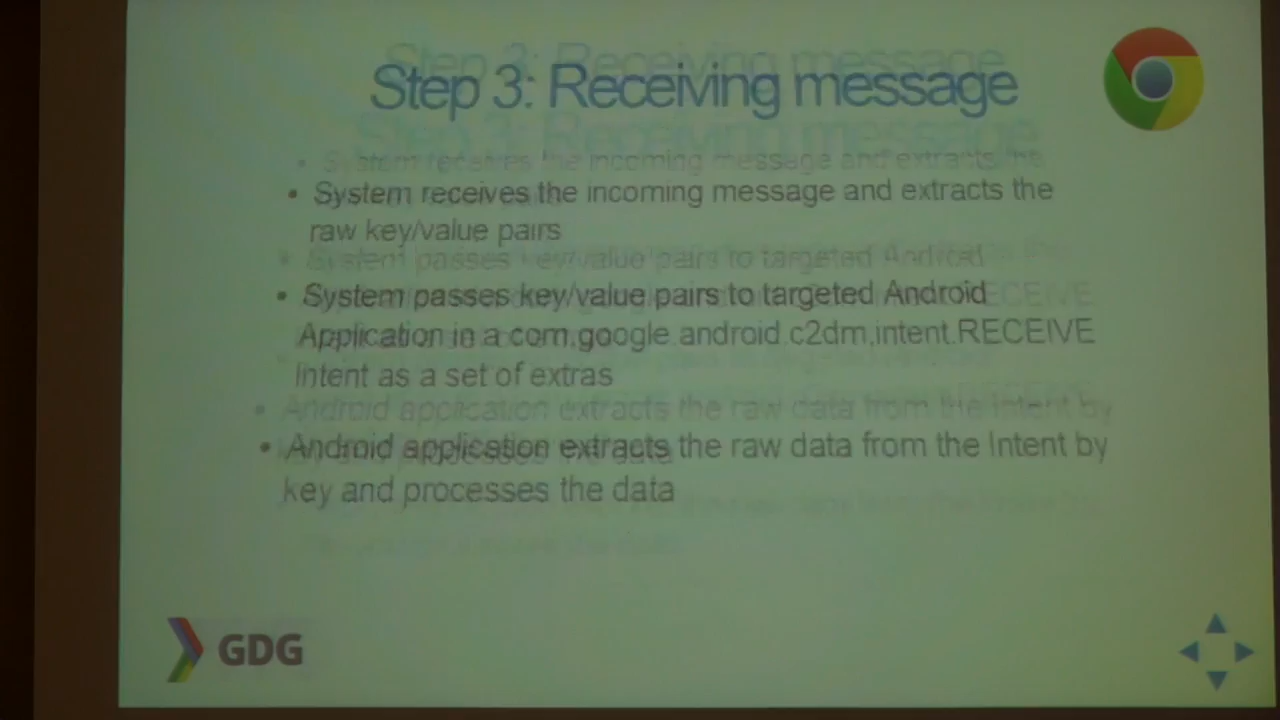 Step 3: Receiving message
• System receives the incoming message and extracts the
raw key/value pairs
• System passes key/value pairs to targeted Android
Application in a com.google.android.c2dm.intent.RECEIVE
Intent as a set of extras
• Android application extracts the raw data from the Intent by
key and processes the data
GDG